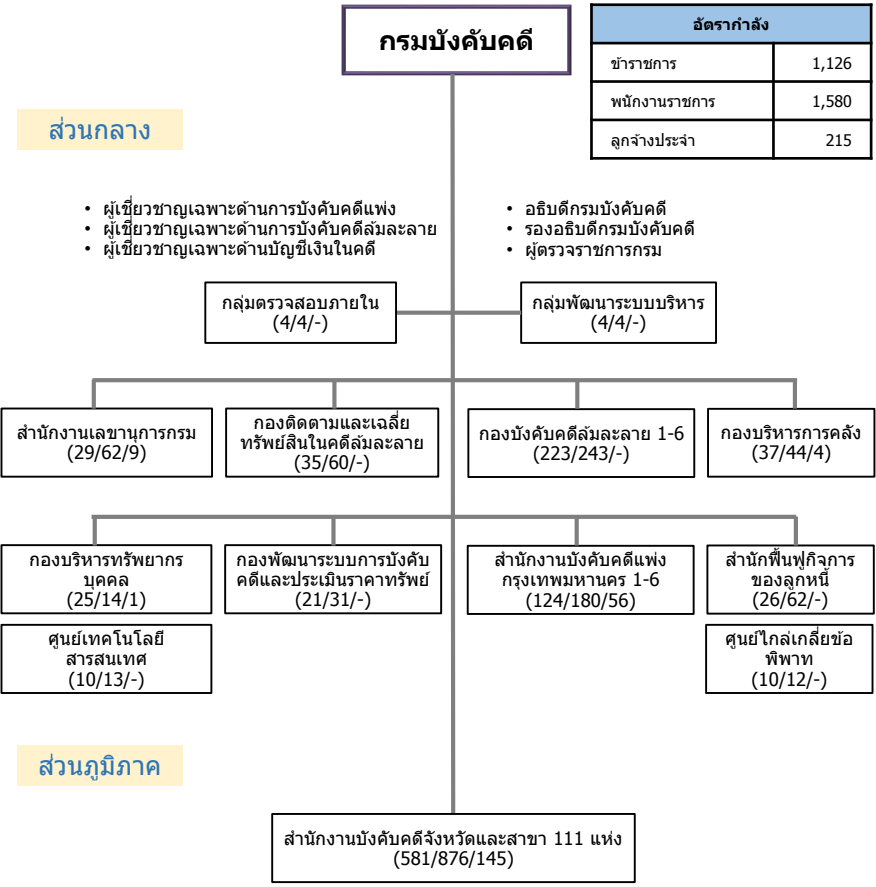 กรมบังคับคดี
อัตรากำลัง
ข้าราชการ 1,126
พนักงานราชการ 1,580
ลูกจ้างประจำ 215
ส่วนกลาง
• ผู้เชี่ยวชาญเฉพาะด้านการบังคับคดีแพ่ง
• ผู้เชี่ยวชาญเฉพาะด้านการบังคับคดีล้มละลาย
• ผู้เชี่ยวชาญเฉพาะด้านบัญชีเงินในคดี
• อธิบดีกรมบังคับคดี
• รองอธิบดีกรมบังคับคดี
• ผู้ตรวจราชการกรม
กลุ่มตรวจสอบภายใน
(4/4/-)
กลุ่มพัฒนาระบบบริหาร
(4/4/-)
สำนักงานเลขานุการกรม
(29/62/9)
กองติดตามและเฉลี่ย
ทรัพย์สินในคดีล้มละลาย
(35/60/-)
กองบังคับคดีล้มละลาย 1-6
(223/243/-)
กองบริหารการคลัง
(37/44/4)
กองบริหารทรัพยากร
บุคคล
(25/14/1)
กองพัฒนาระบบการบังคับ
คดีและประเมินราคาทรัพย์
(21/31/-)
สำนักงานบังคับคดีแพ่ง
กรุงเทพมหานคร 1-6
(124/180/56)
สำนักฟื้นฟูกิจการ
ของลูกหนี้
(26/62/-)
ศูนย์เทคโนโลยี
สารสนเทศ
(10/13/-)
ศูนย์ไกล่เกลี่ยข้อ
พิพาท
(10/12/-)
ส่วนภูมิภาค
สำนักงานบังคับคดีจังหวัดและสาขา 111 แห่ง
(581/876/145)